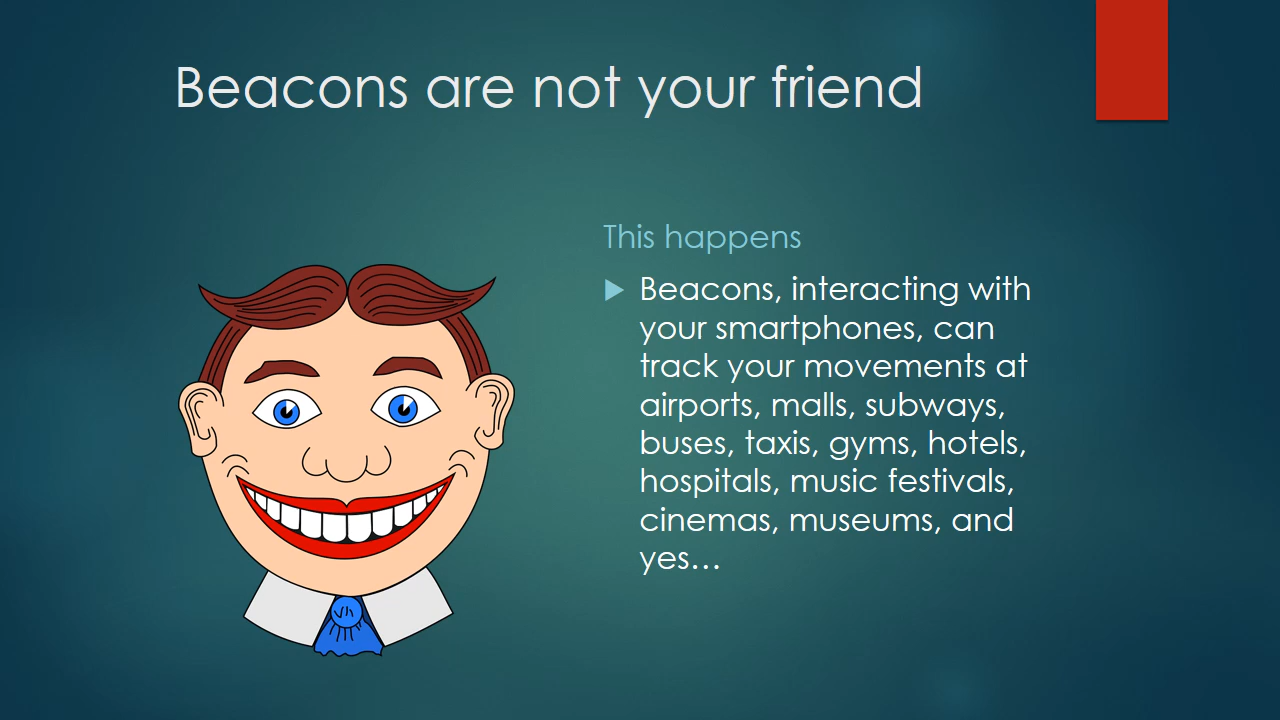 Beacons are not your friend
This happens
Beacons, interacting with
your smartphones, can
track your movements at
airports, malls, subways,
buses, taxis, gyms, hotels,
hospitals, music festivals,
cinemas, museums, and
yes…